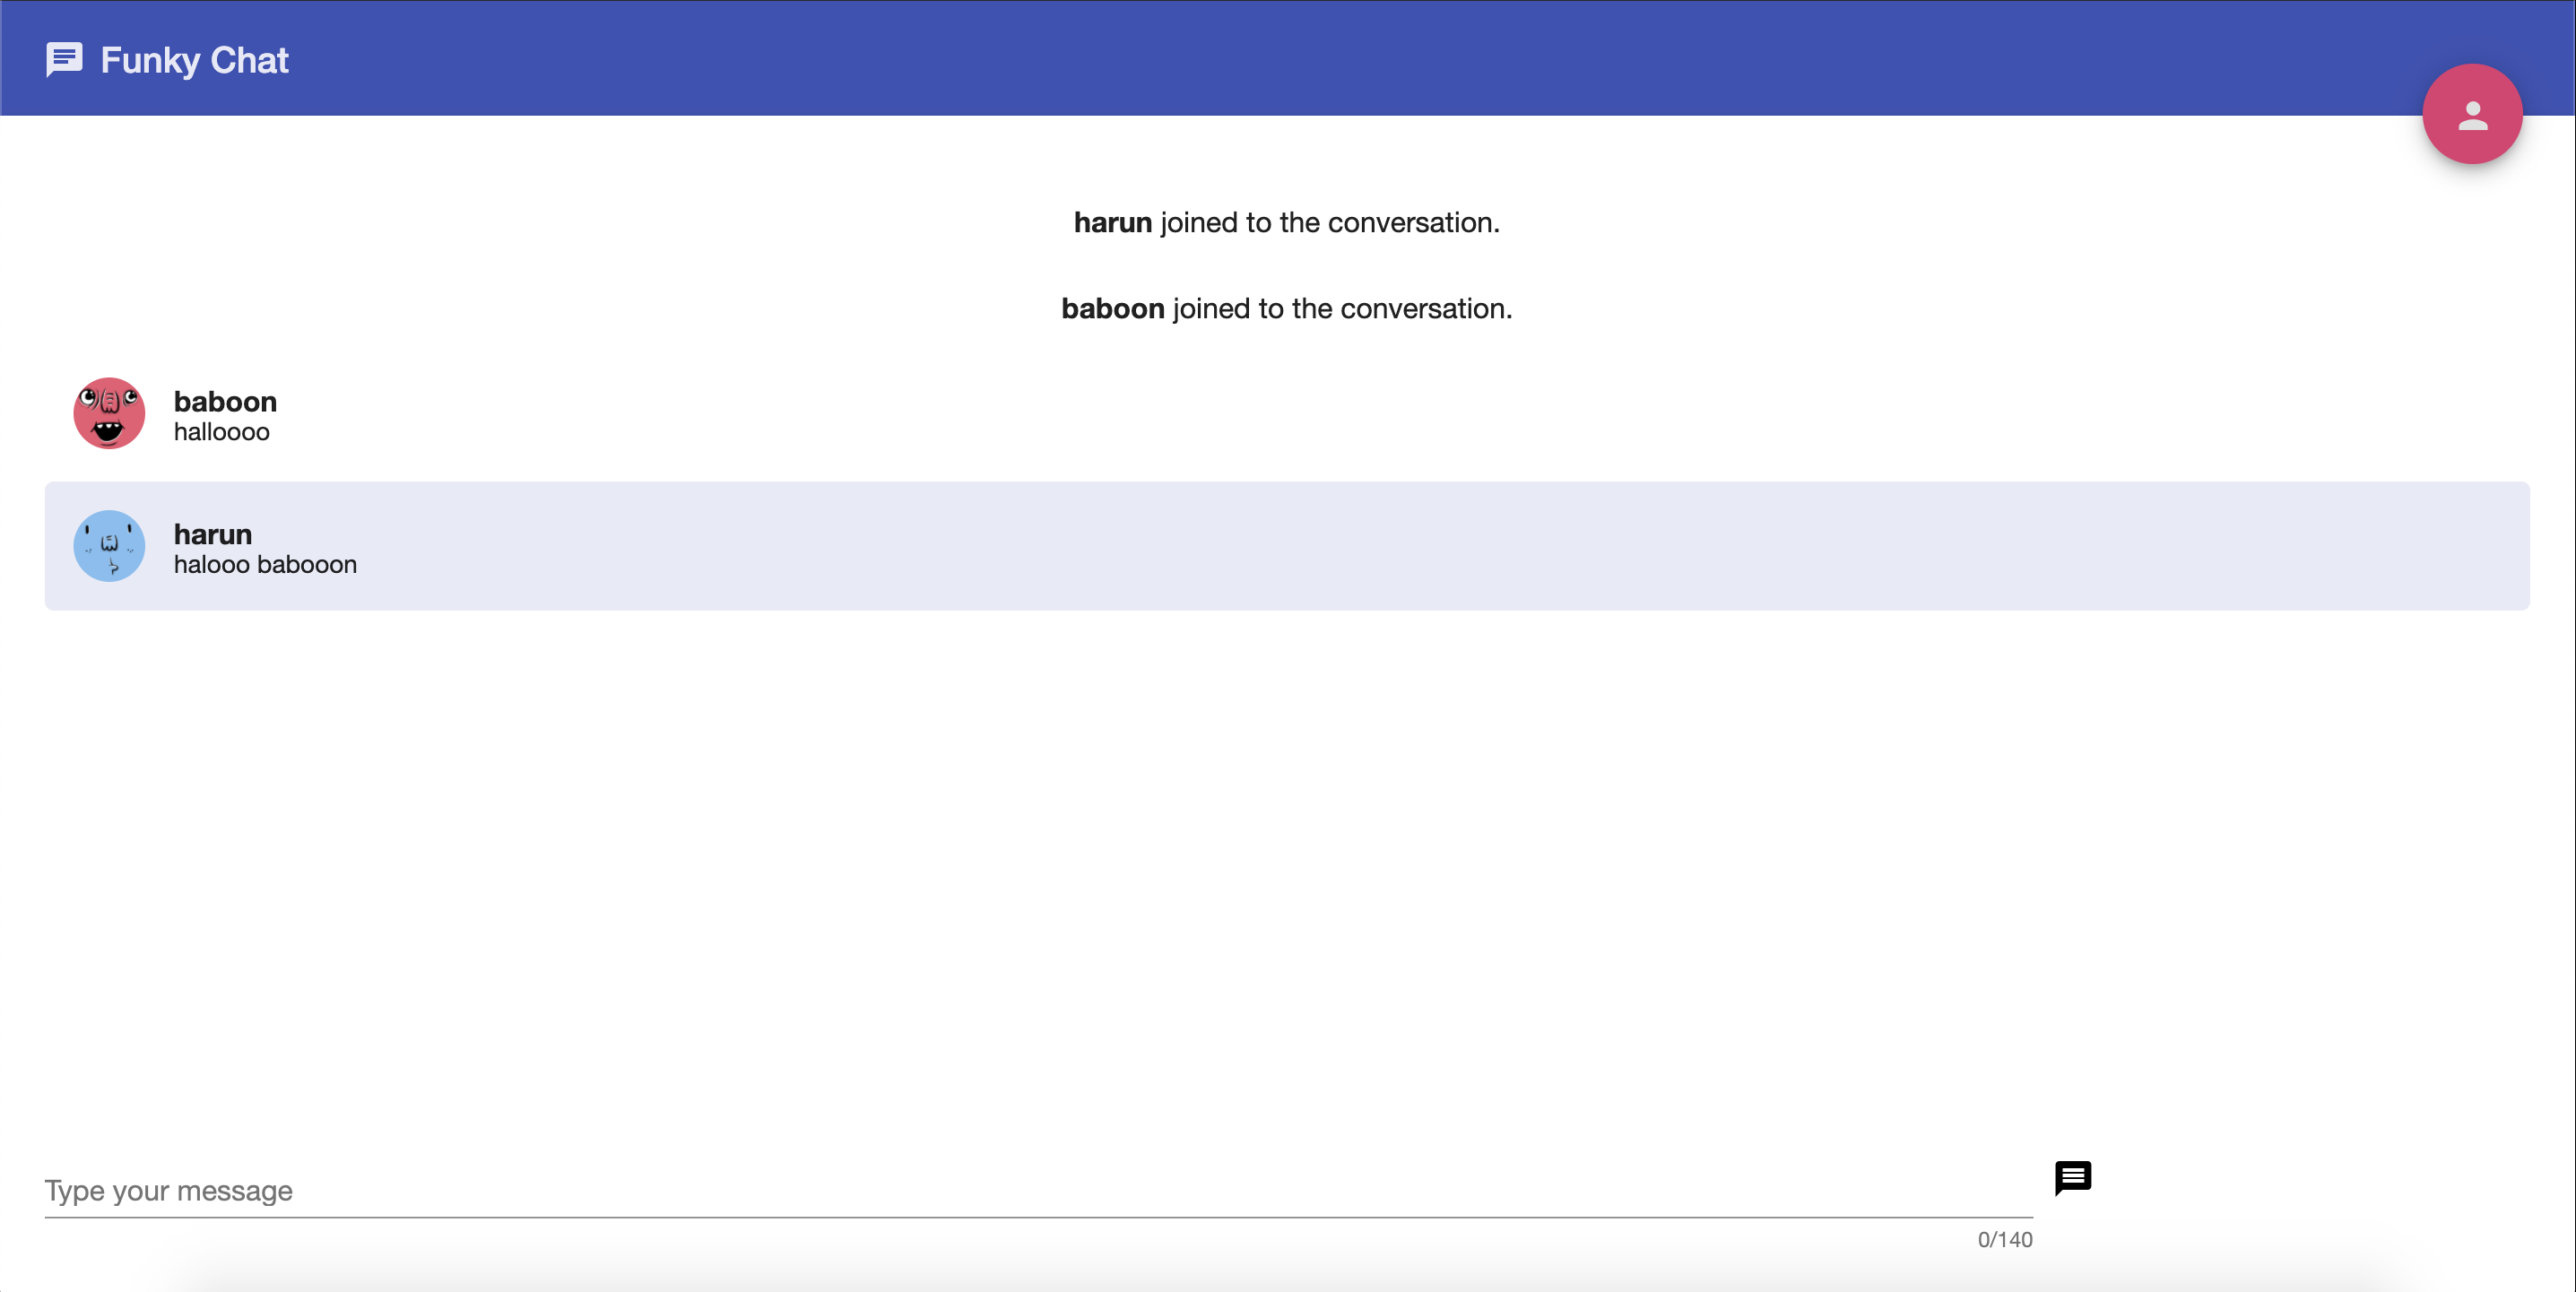 Funky Chat
harun joined to the conversation.
baboon joined to the conversation.
baboon
halloooo
harun
halooo babooon
Type your message
0/140